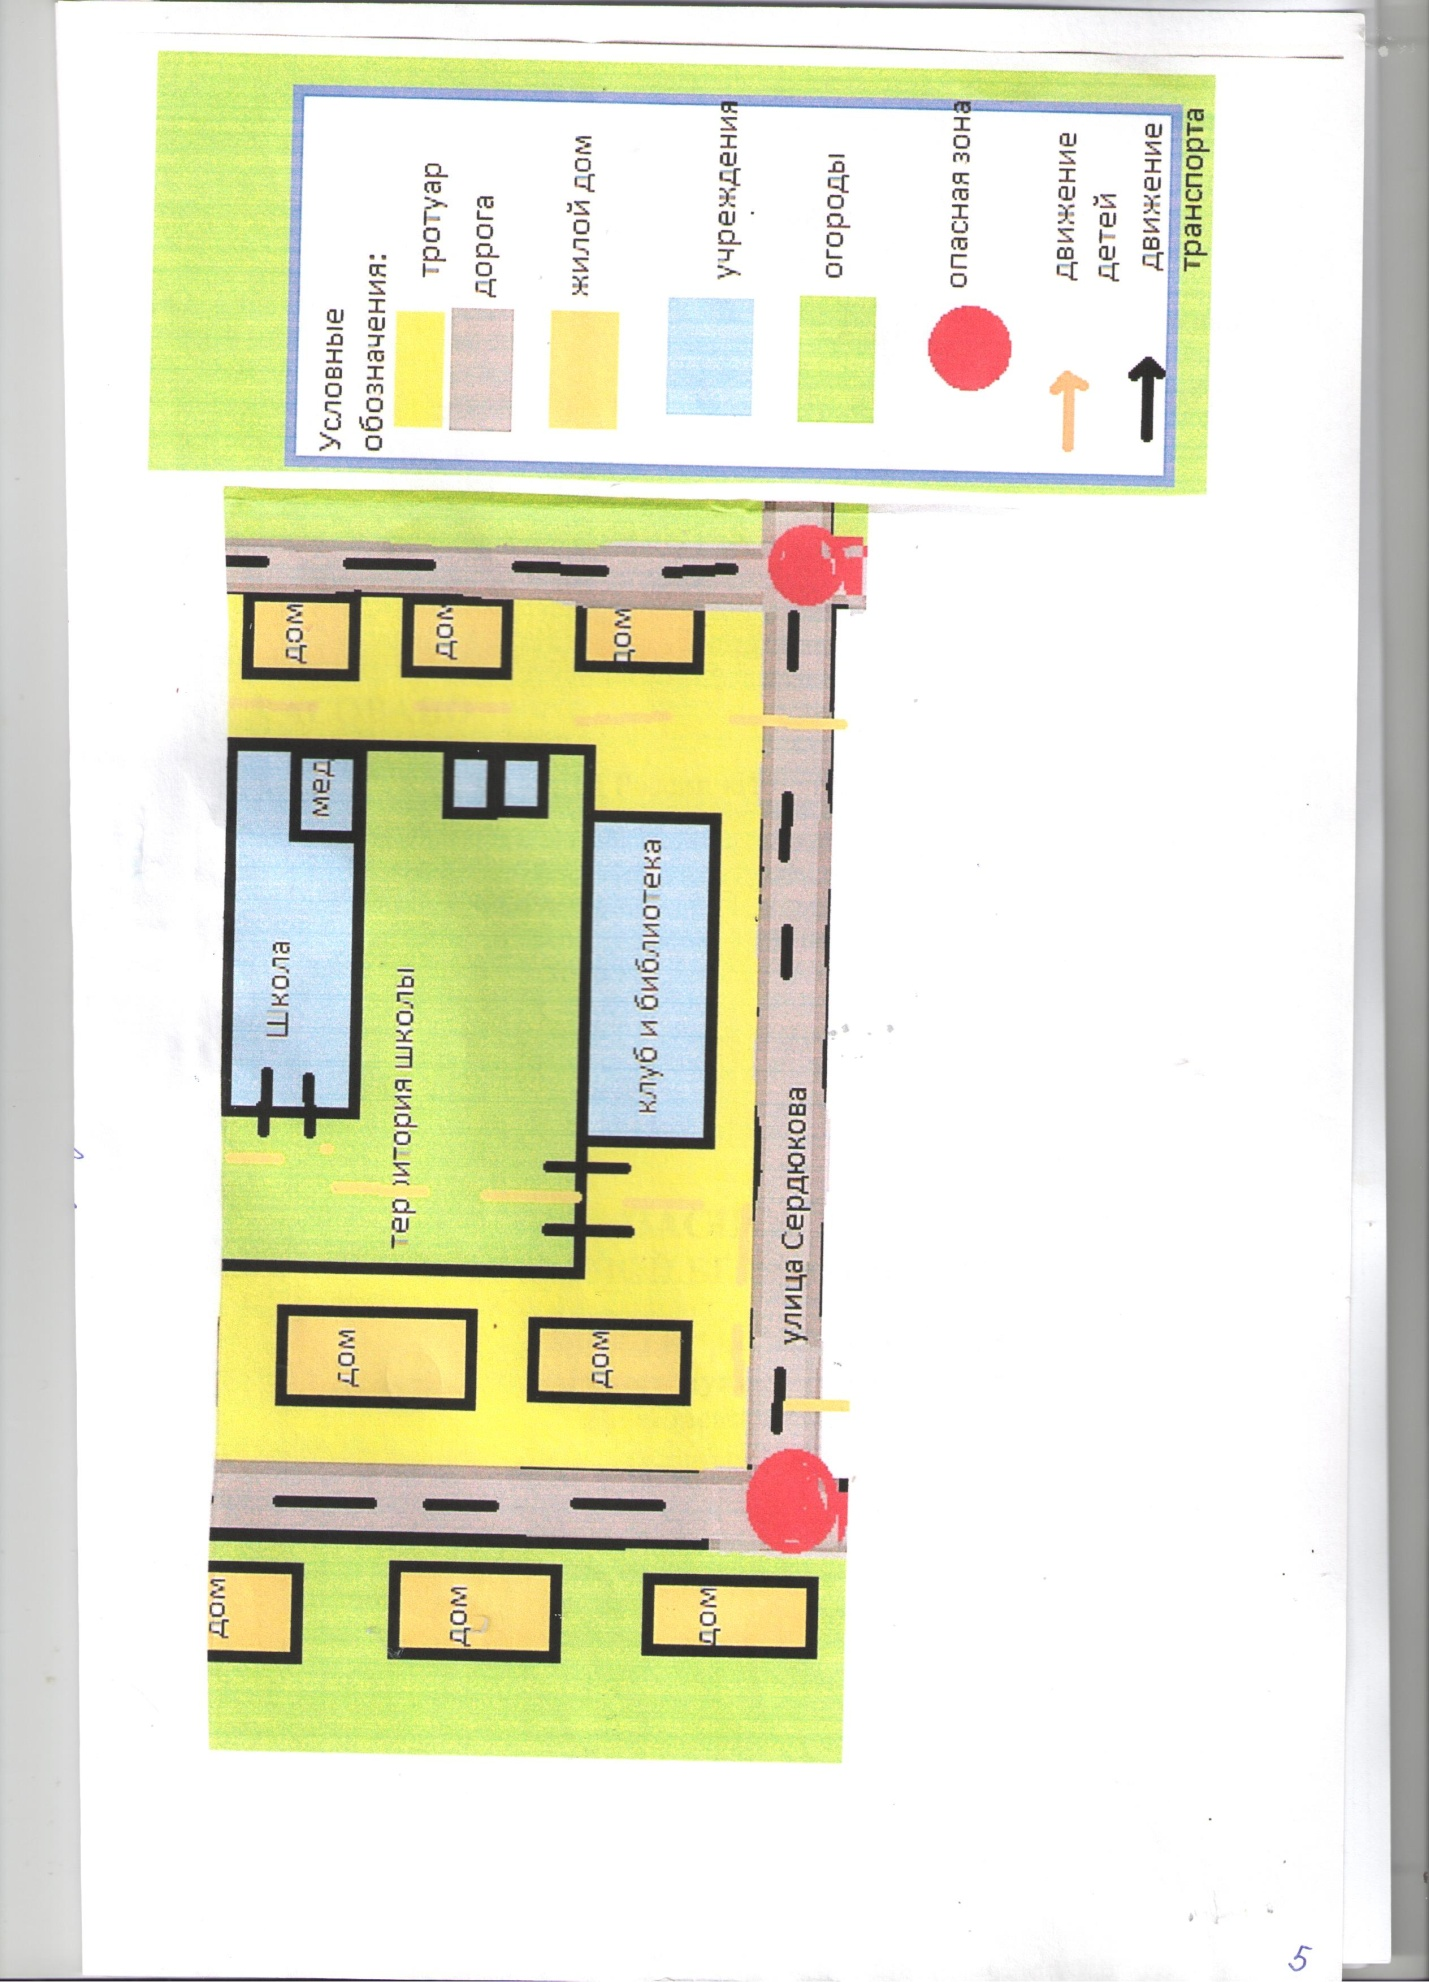 дом
Школа
дом
мед
дом
территория школы
дом
дом
дом
дом
клуб и библиотека
дом
улица Сердюкова
Условные
обозначения:
тротуар
дорога
жилой дом
учреждения
огороды
опасная зона
движение
детей
движение
транспорта
5